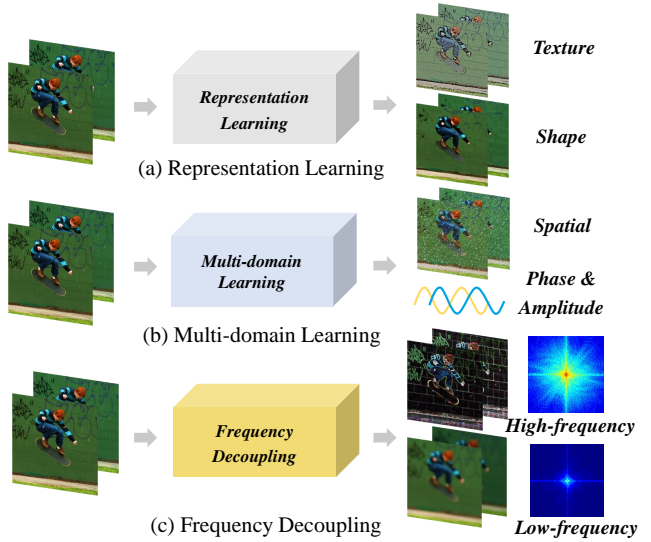 Representation
Learning
Texture
Shape
(a) Representation Learning
Multi-domain
Learning
Spatial
Phase &
Amplitude
(b) Multi-domain Learning
Frequency
Decoupling
High-frequency
Low-frequency
(c) Frequency Decoupling